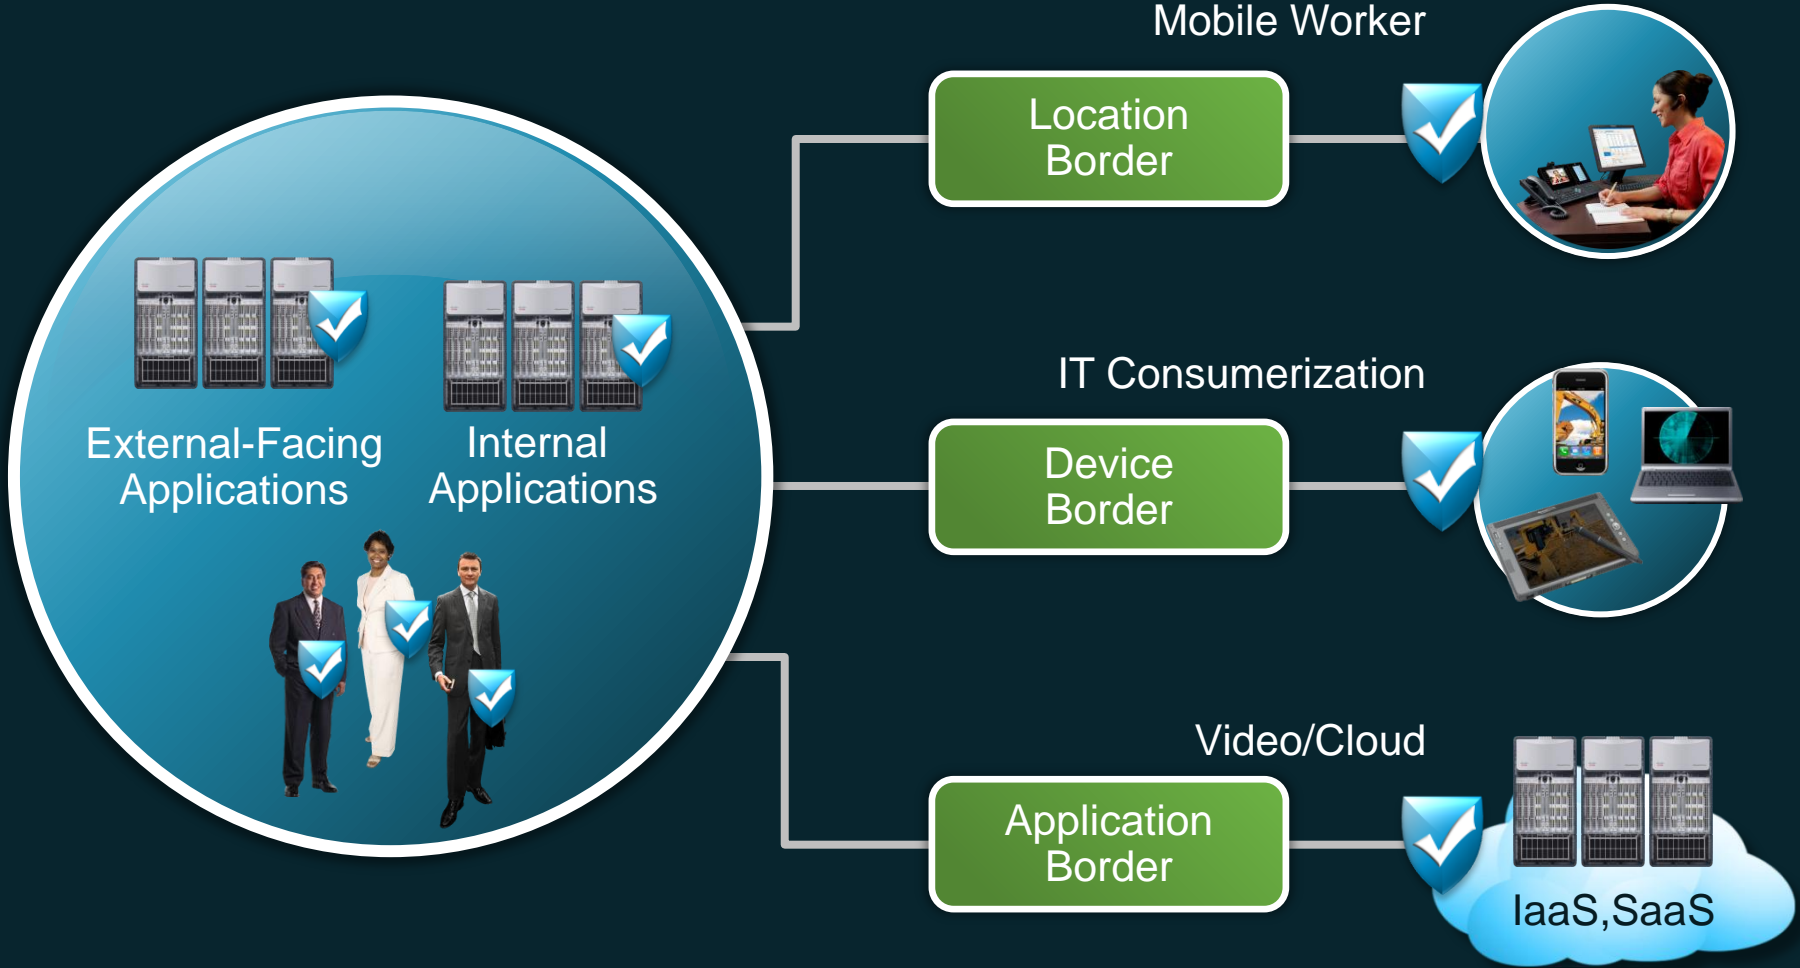 Mobile Worker
Location
Border
External-Facing
Applications
Internal
Applications
IT Consumerization
Device
Border
Video/Cloud
Application
Border
IaaS,SaaS